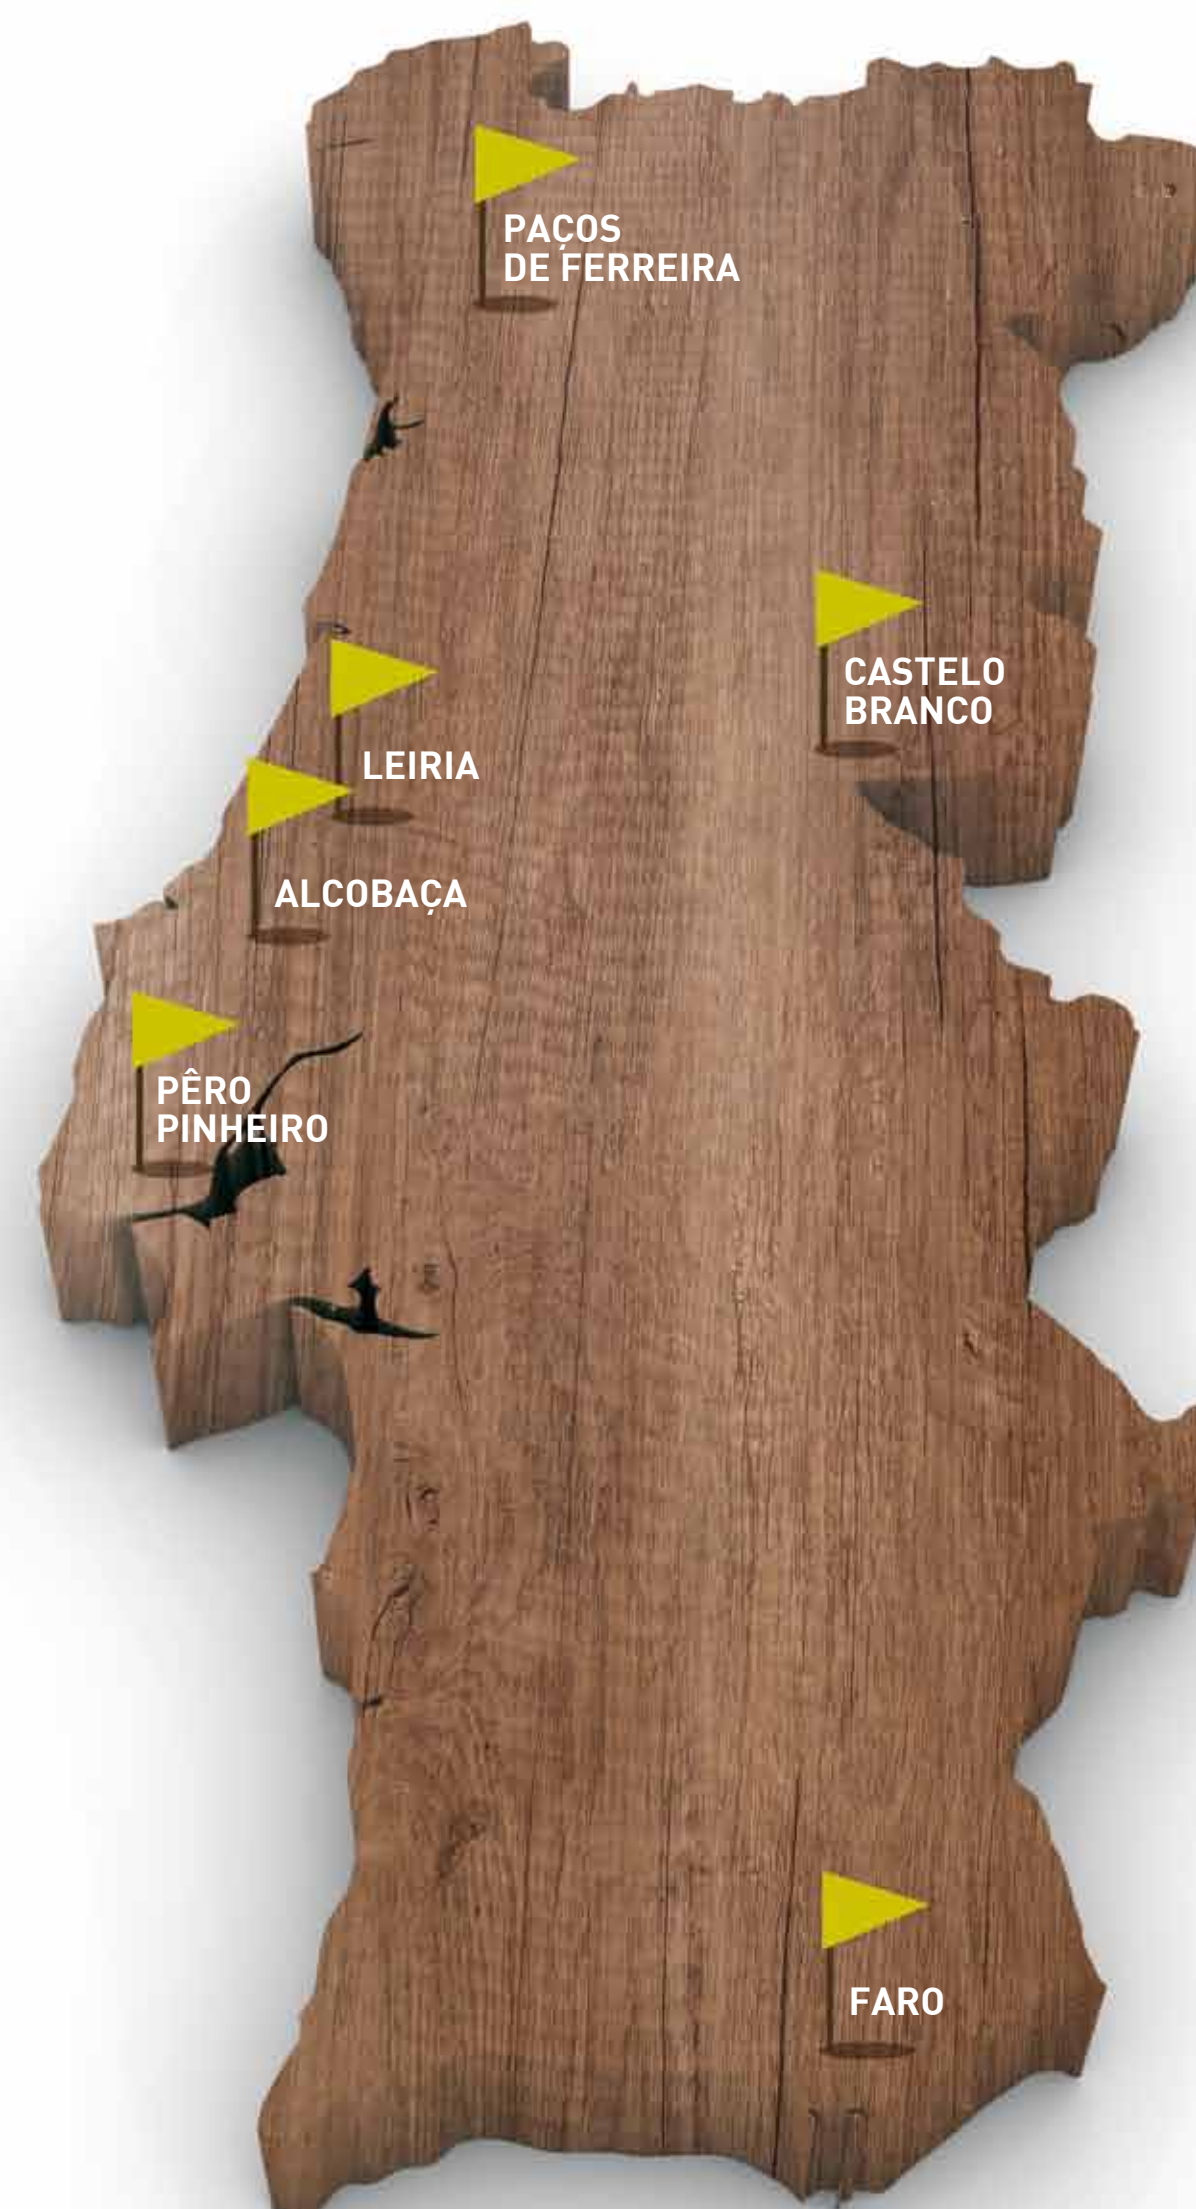 PAÇOS
DE FERREIRA
CASTELO
BRANCO
LEIRIA
ALCOBAÇA
PÊRO
PINHEIRO
FARO